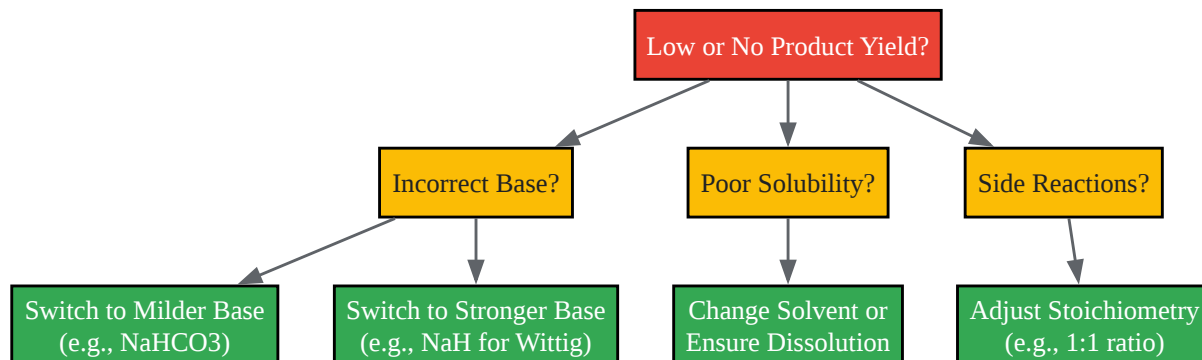 Low or No Product Yield?
Incorrect Base?
Poor Solubility?
Side Reactions?
Switch to Milder Base
(e.g., NaHCO3)
Switch to Stronger Base
(e.g., NaH for Wittig)
Change Solvent or
Ensure Dissolution
Adjust Stoichiometry
(e.g., 1:1 ratio)